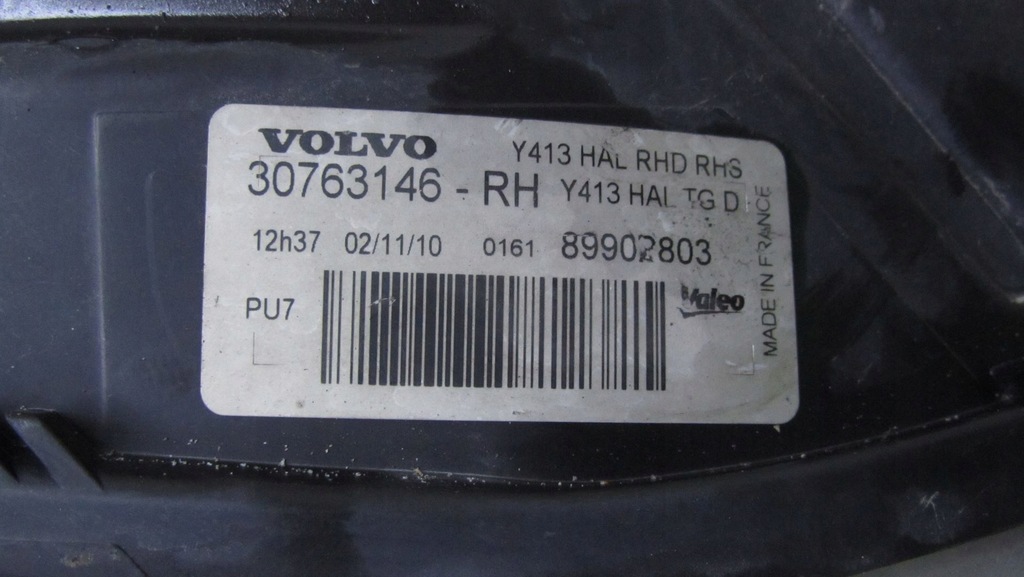 VOLVO
Y413 HAL RHD RHS
30763146 - RH
Y413 HAL TG D
12h37 02/11/10 0161 89902803
PU7
Valeo
MADE IN FRANCE